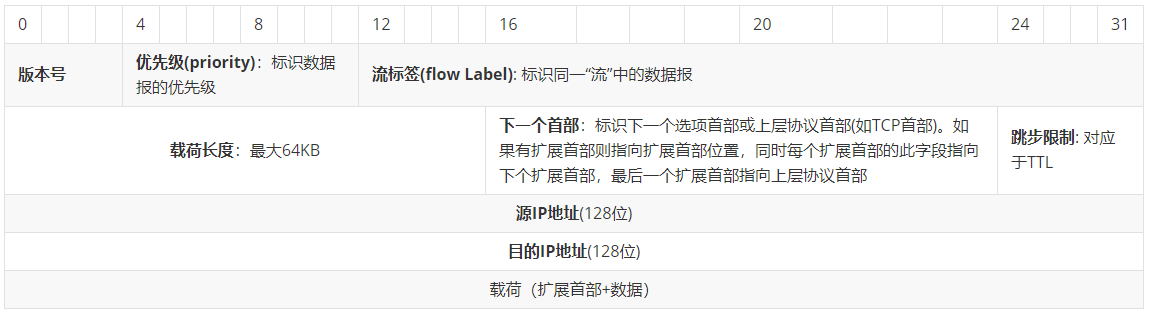 0 4 8 12 16 20 24 31
版本号
优先级(priority)：标识数据
报的优先级
流标签(flow Label): 标识同一“流”中的数据报
载荷长度：最大64KB
下一个首部：标识下一个选项首部或上层协议首部(如TCP首部)。如
果有扩展首部则指向扩展首部位置，同时每个扩展首部的此字段指向
下个扩展首部，最后一个扩展首部指向上层协议首部
跳步限制: 对应
于TTL
源IP地址(128位)
目的IP地址(128位)
载荷（扩展首部+数据）